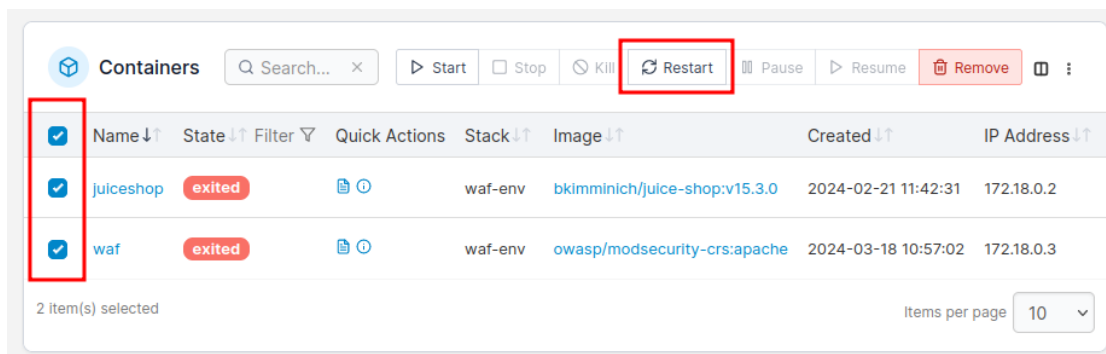 Containers Search... × Start Stop Kill Restart Pause Resume Remove
Name State Filter Quick Actions Stack Image Created IP Address
juiceshop exited waf-env bkimminich/juice-shop:v15.3.0 2024-02-21 11:42:31 172.18.0.2
waf exited waf-env owasp/modsecurity-crs:apache 2024-03-18 10:57:02 172.18.0.3
2 item(s) selected
Items per page 10